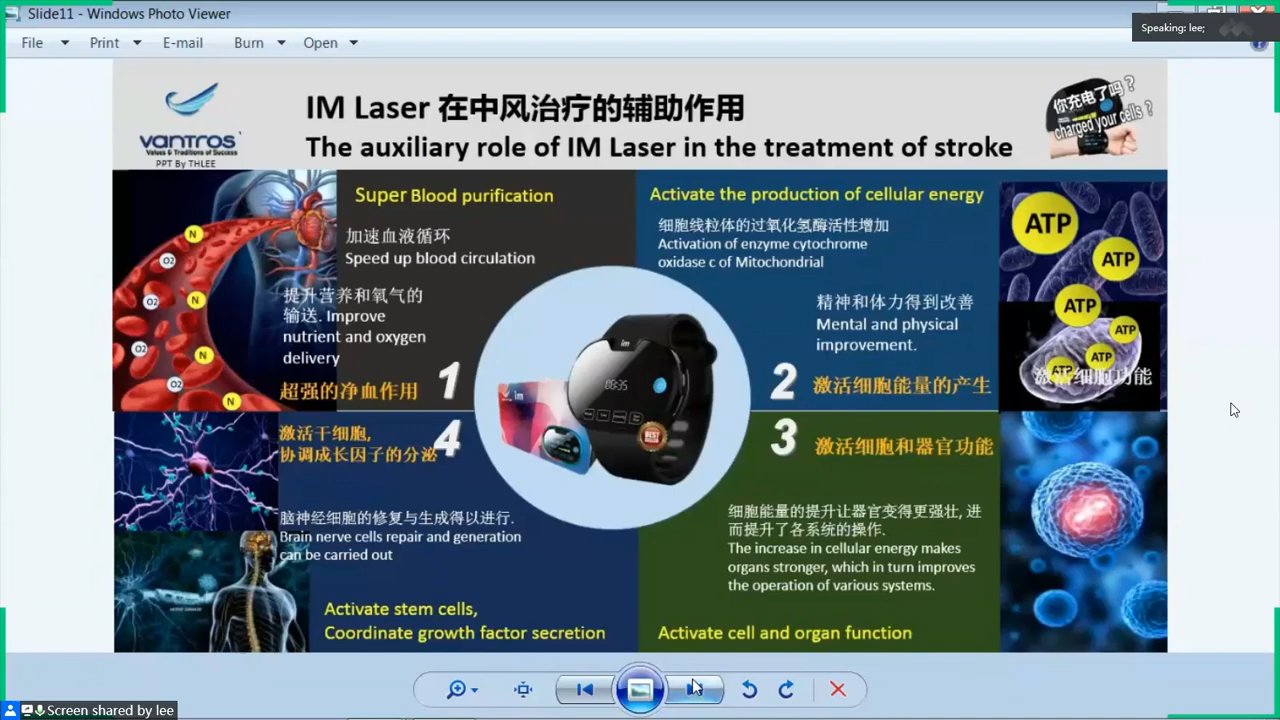 Slide11 - Windows Photo Viewer
Speaking: lee;
File
Print
E-mail
Burn
Open
vantros
Values & Traditions of Success
PPT By THLEE
IM Laser 在中风治疗的辅助作用
The auxiliary role of IM Laser in the treatment of stroke
你充电了吗?
charged your cells ?
Super Blood purification
加速血液循环
Speed up blood circulation
提升营养和氧气的
输送. Improve
nutrient and oxygen
delivery
超强的净血作用
1
N
O2
N
O2
O2
N
O2
N
Activate the production of cellular energy
细胞线粒体的过氧化氢酶活性增加
Activation of enzyme cytochrome
oxidase c of Mitochondrial
精神和体力得到改善
Mental and physical
improvement.
2
激活细胞能量的产生
ATP
ATP
ATP
ATP
ATP
ATP
激活细胞功能
im
08:35
im
BEST
SELLER
激活干细胞,
协调成长因子的分泌
4
脑神经细胞的修复与生成得以进行.
Brain nerve cells repair and generation
can be carried out
Activate stem cells,
Coordinate growth factor secretion
3
激活细胞和器官功能
细胞能量的提升让器官变得更强壮, 进
而提升了各系统的操作.
The increase in cellular energy makes
organs stronger, which in turn improves
the operation of various systems.
Activate cell and organ function
Screen shared by lee